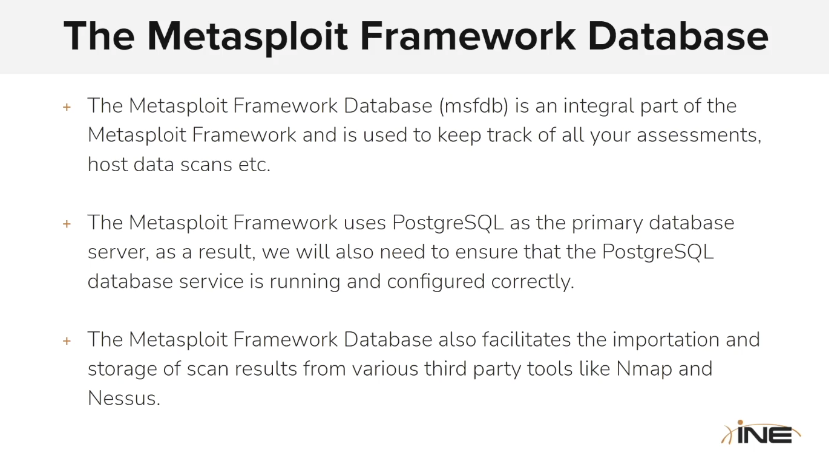 The Metasploit Framework Database
+ The Metasploit Framework Database (msfdb) is an integral part of the
Metasploit Framework and is used to keep track of all your assessments,
host data scans etc.
+ The Metasploit Framework uses PostgreSQL as the primary database
server, as a result, we will also need to ensure that the PostgreSQL
database service is running and configured correctly.
+ The Metasploit Framework Database also facilitates the importation and
storage of scan results from various third party tools like Nmap and
Nessus.
iNE